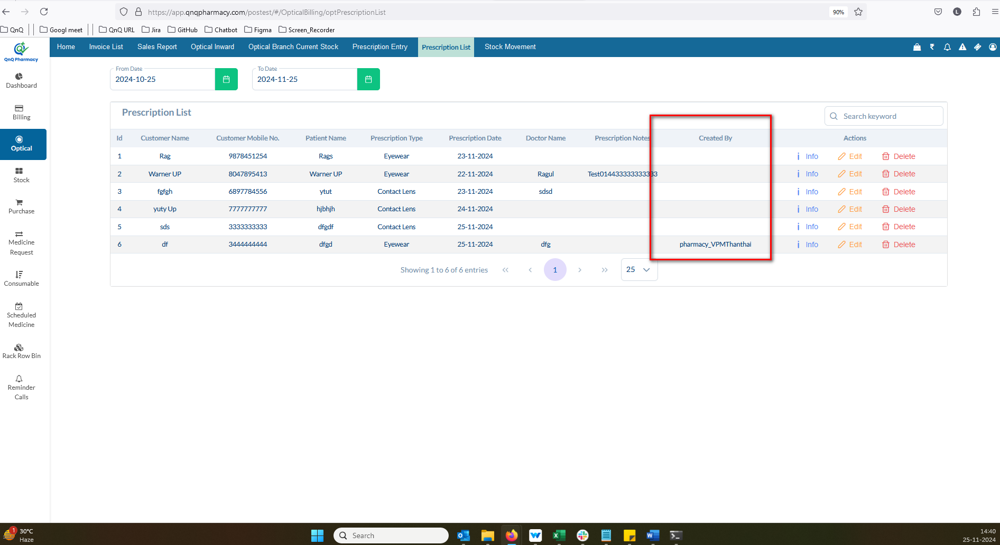 https://app.qnqpharmacy.com/postest/#/OpticalBilling/optPrescriptionList 90% L
QnQ Googl meet QnQ URL Jira GitHub Chatbot Figma Screen_Recorder
QnQ Pharmacy
Home Invoice List Sales Report Optical Inward Optical Branch Current Stock Prescription Entry Prescription List Stock Movement ₹
Dashboard
Billing
Optical
Stock
Purchase
Medicine
Request
Consumable
Scheduled
Medicine
Rack Row Bin
Reminder
Calls
From Date To Date
2024-10-25 2024-11-25
Prescription List Search keyword
Id Customer Name Customer Mobile No. Patient Name Prescription Type Prescription Date Doctor Name Prescription Notes Created By Actions
1 Rag 9878451254 Rags Eyewear 23-11-2024 Info Edit Delete
2 Warner UP 8047895413 Warner UP Eyewear 22-11-2024 Ragul Test014433333333333 Info Edit Delete
3 fgfgh 6897784556 ytut Contact Lens 23-11-2024 sdsd Info Edit Delete
4 yuty Up 7777777777 hjbhjh Contact Lens 24-11-2024 Info Edit Delete
5 sds 3333333333 dfgdf Contact Lens 25-11-2024 Info Edit Delete
6 df 3444444444 dfgd Eyewear 25-11-2024 dfg pharmacy_VPMThanthai Info Edit Delete
Showing 1 to 6 of 6 entries « ‹ 1 › » 25
1 30°C
Haze
Search
14:40
25-11-2024